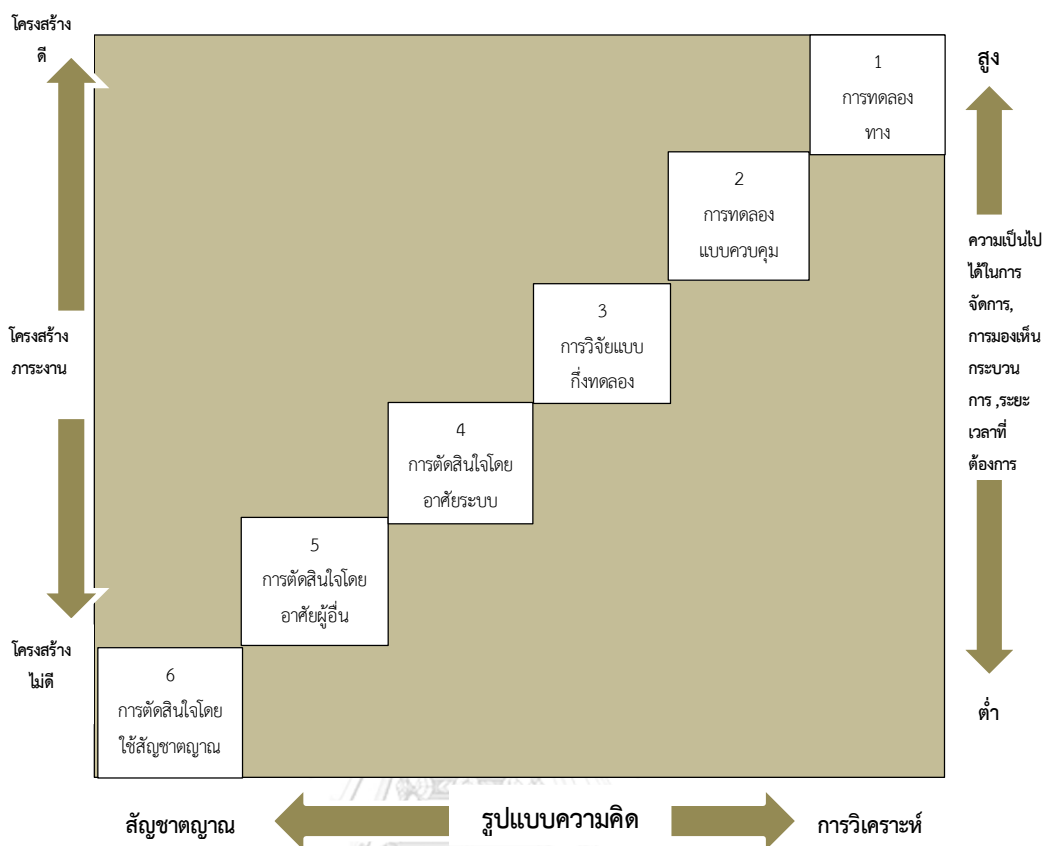 โครงสร้าง
ดี
สูง
1
การทดลอง
ทาง
2
การทดลอง
แบบควบคุม
ความเป็นไป
ได้ในการ
จัดการ,
การมองเห็น
กระบวน
การ ,ระยะ
เวลาที่
ต้องการ
โครงสร้าง
ภาระงาน
3
การวิจัยแบบ
กึ่งทดลอง
4
การตัดสินใจโดย
อาศัยระบบ
5
การตัดสินใจโดย
อาศัยผู้อื่น
โครงสร้าง
ไม่ดี
6
การตัดสินใจโดย
ใช้สัญชาตญาณ
ต่ำ
สัญชาตญาณ
รูปแบบความคิด
การวิเคราะห์